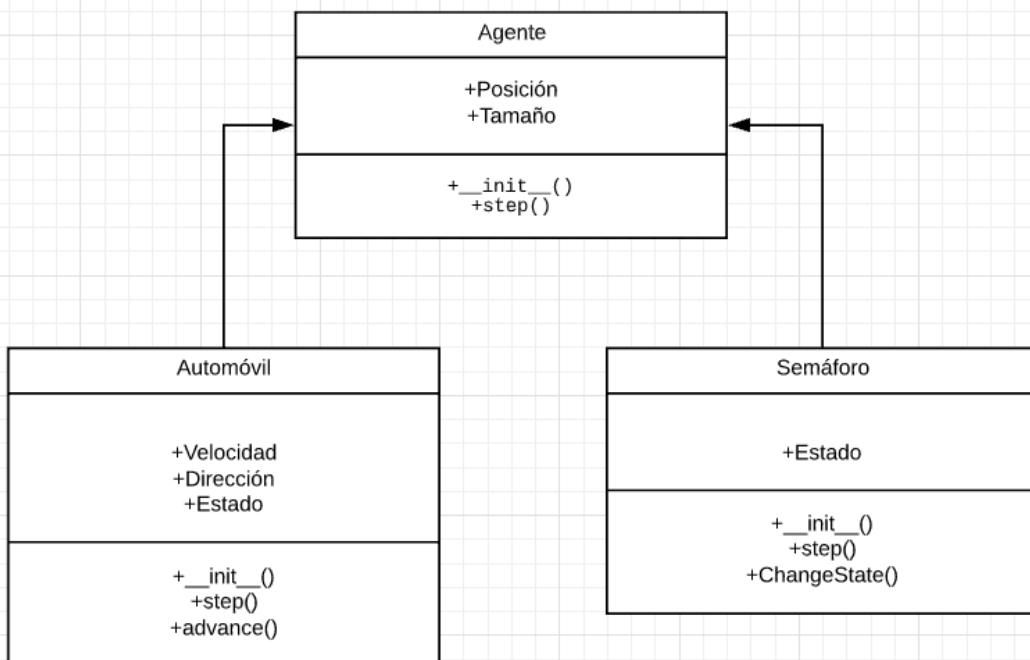 Agente
+Posición
+Tamaño
+__init__()
+step()
Automóvil
+Velocidad
+Dirección
+Estado
+__init__()
+step()
+advance()
Semáforo
+Estado
+__init__()
+step()
+ChangeState()